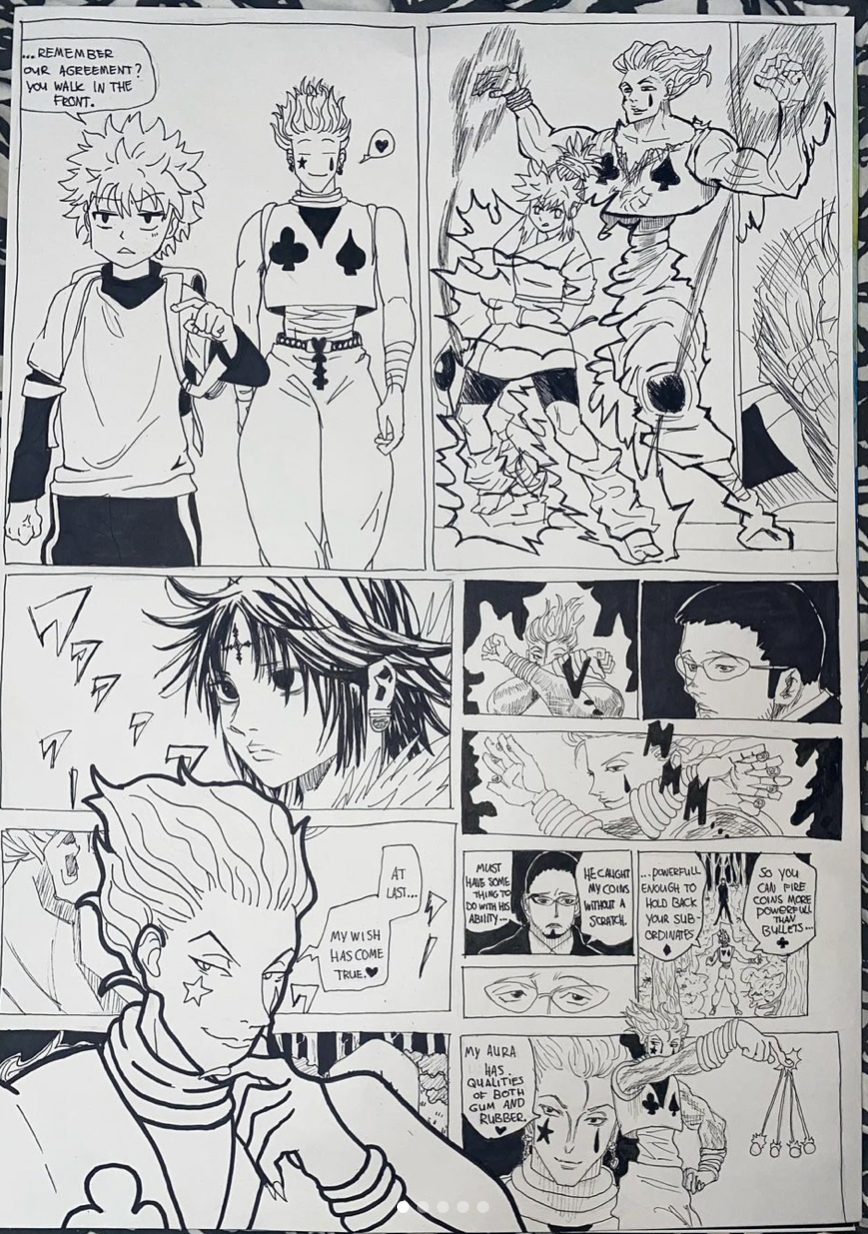 ...REMEMBER
OUR AGREEMENT?
YOU WALK IN THE
FRONT.
AT
LAST...
MY WISH
HAS COME
TRUE.♥
MUST
HAVE SOME
THING TO
DO WITH HIS
ABILITY...
HE CAUGHT
MY COINS
WITHOUT A
SCRATCH.
...POWERFULL
ENOUGH TO
HOLD BACK
YOUR SUB-
ORDINATES
♦
SO YOU
CAN FIRE
COINS MORE
POWERFULL
THAN
BULLETS...
♣
MY AURA
HAS
QUALITIES
OF BOTH
GUM AND
RUBBER.
♥